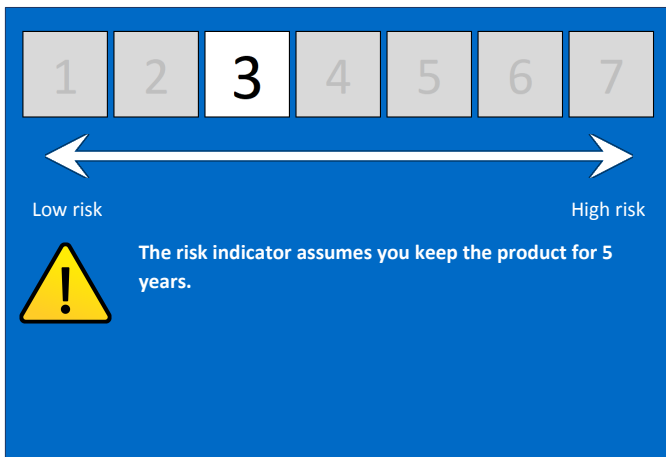 1 2 3 4 5 6 7
Low risk High risk
The risk indicator assumes you keep the product for 5
years.